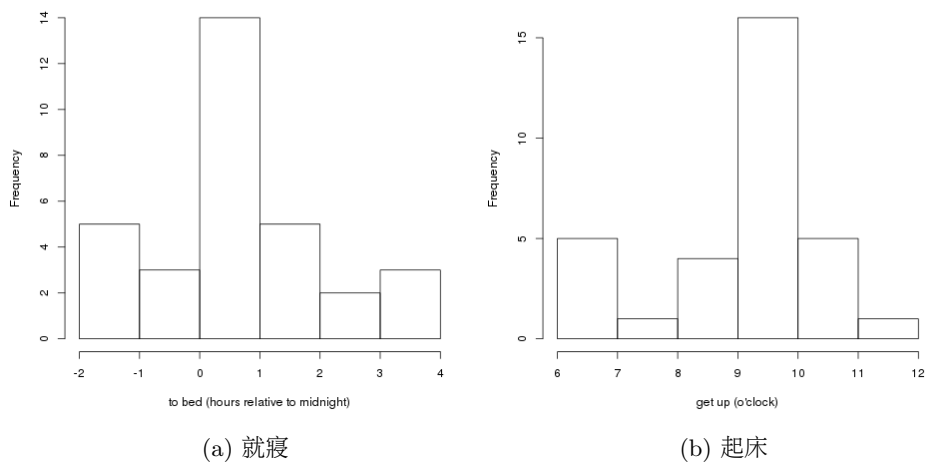 Frequency
0 2 4 6 8 10 12 14
-2 -1 0 1 2 3 4
to bed (hours relative to midnight)
(a) 就寝
Frequency
0 5 10 15
6 7 8 9 10 11 12
get up (o'clock)
(b) 起床